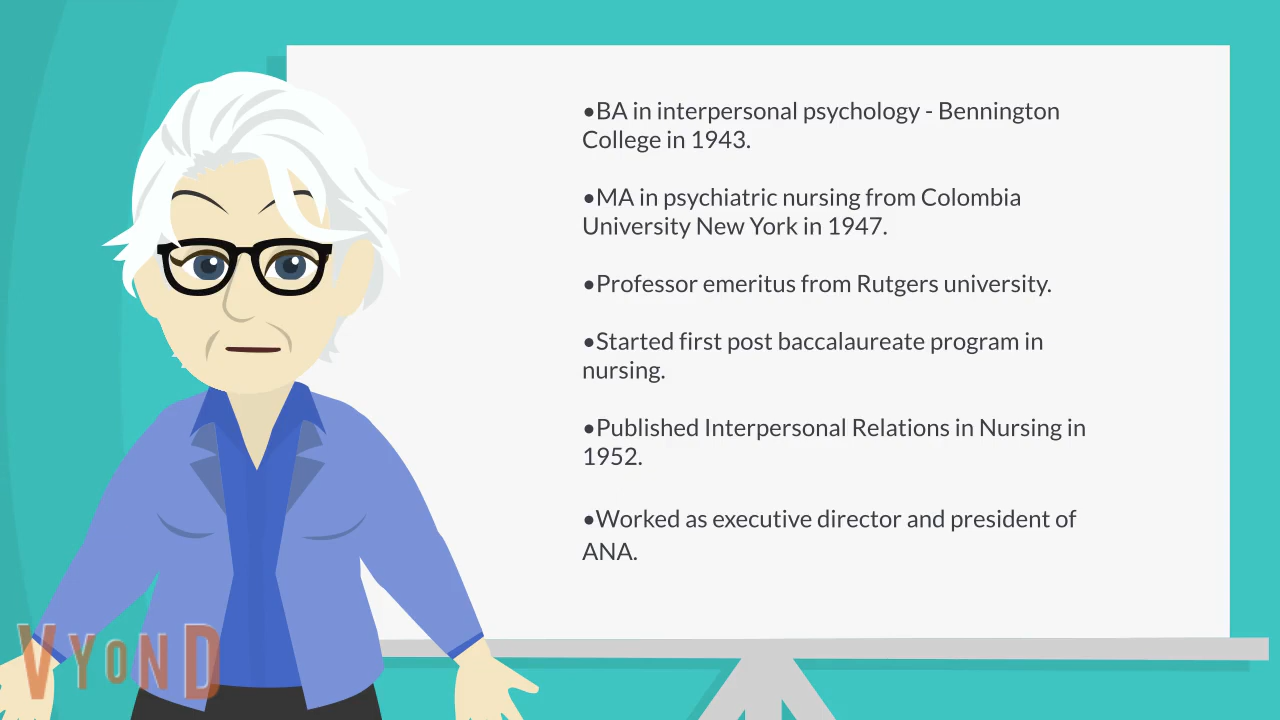 •BA in interpersonal psychology - Bennington
College in 1943.
•MA in psychiatric nursing from Colombia
University New York in 1947.
•Professor emeritus from Rutgers university.
•Started first post baccalaureate program in
nursing.
•Published Interpersonal Relations in Nursing in
1952.
•Worked as executive director and president of
ANA.
VYOND